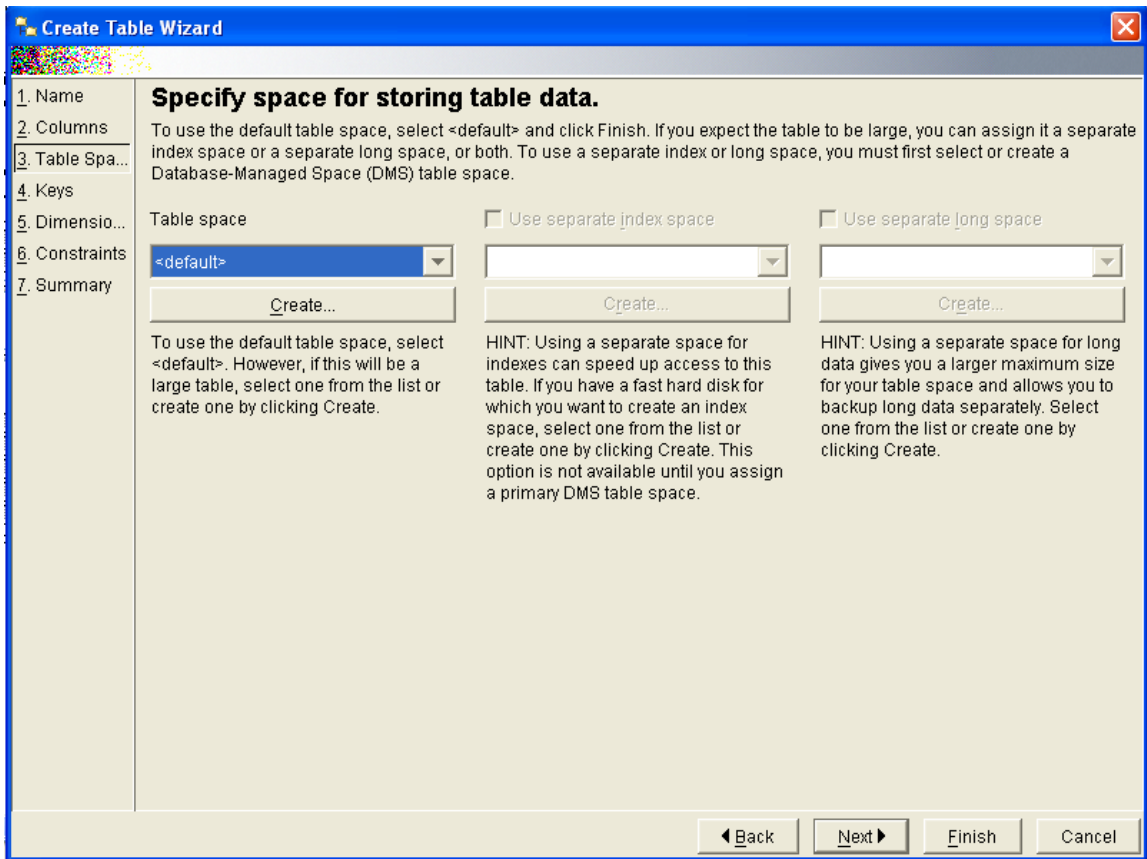 Create Table Wizard
1. Name
2. Columns
3. Table Spa...
4. Keys
5. Dimensio...
6. Constraints
7. Summary
Specify space for storing table data.
To use the default table space, select <default> and click Finish. If you expect the table to be large, you can assign it a separate
index space or a separate long space, or both. To use a separate index or long space, you must first select or create a
Database-Managed Space (DMS) table space.
Table space
<default>
Create...
To use the default table space, select
<default>. However, if this will be a
large table, select one from the list or
create one by clicking Create.
Use separate index space
Create...
HINT: Using a separate space for
indexes can speed up access to this
table. If you have a fast hard disk for
which you want to create an index
space, select one from the list or
create one by clicking Create. This
option is not available until you assign
a primary DMS table space.
Use separate long space
Create...
HINT: Using a separate space for long
data gives you a larger maximum size
for your table space and allows you to
backup long data separately. Select
one from the list or create one by
clicking Create.
Back
Next
Finish
Cancel